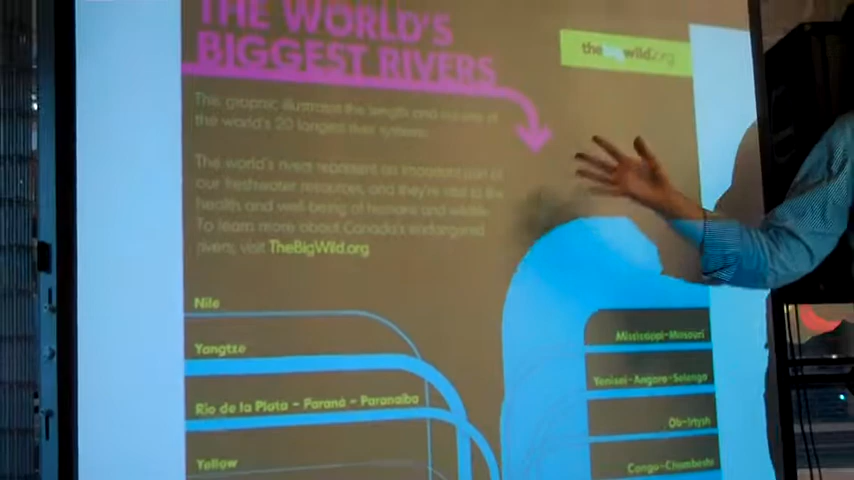 THE WORLD'S
BIGGEST RIVERS
thebigwild.org
This graphic illustrates the length and volume of
the world's 20 longest river systems.
The world's rivers represent an important part of
our freshwater resources, and they're vital to the
health and well-being of humans and wildlife.
To learn more about Canada's endangered
rivers, visit TheBigWild.org
Nile
Yangtze
Rio de la Plata - Paraná - Paranaiba
Yellow
Mississippi-Missouri
Yenisei-Angara-Selenga
Ob-Irtysh
Congo-Chambeshi